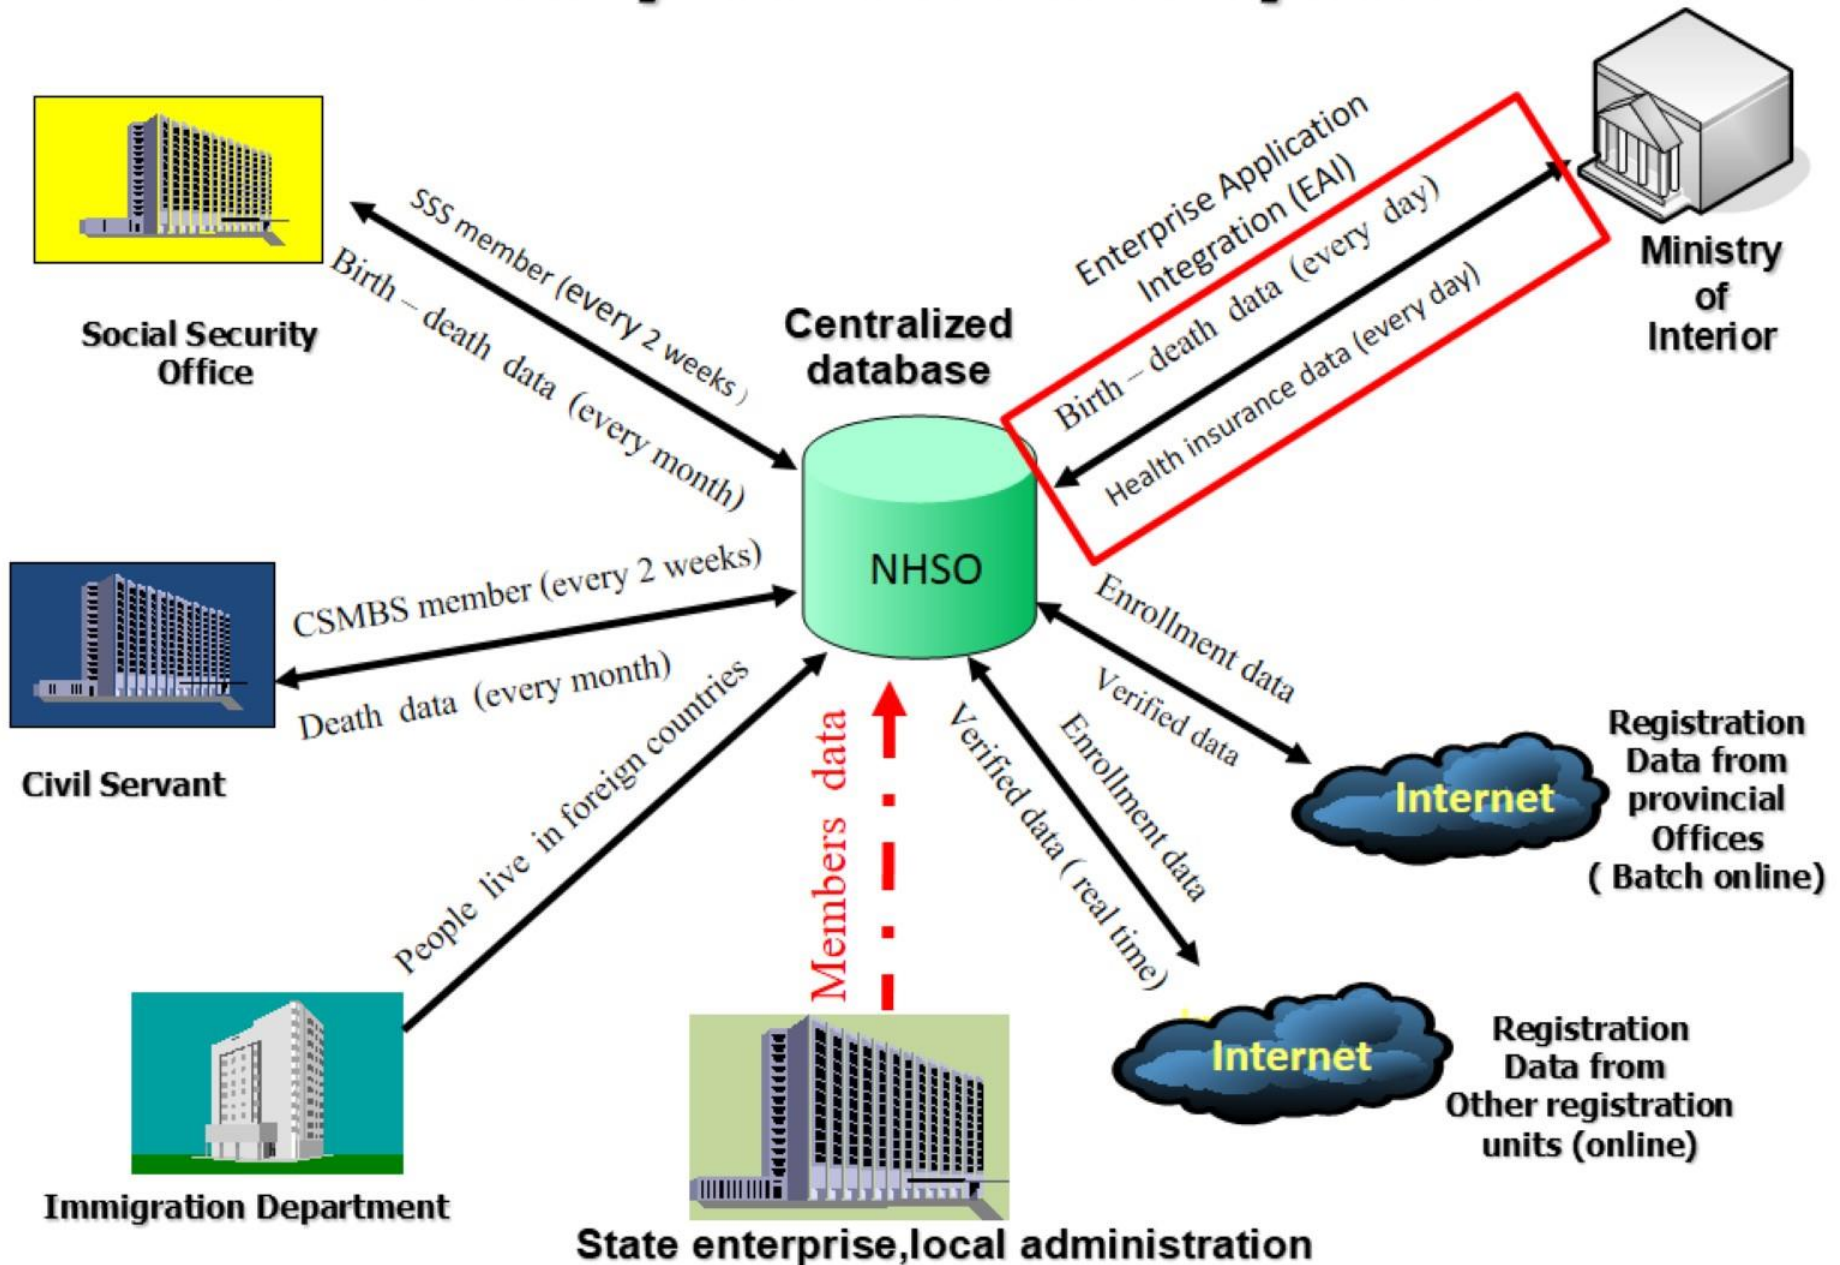 Enterprise Application
Integration (EAI)
Birth – death data (every day)
Health insurance data (every day)
Ministry
of
Interior
SSS member (every 2 weeks )
Birth – death data (every month)
Social Security
Office
Centralized
database
NHSO
CSMBS member (every 2 weeks)
Death data (every month)
Civil Servant
People live in foreign countries
Immigration Department
Members data
State enterprise,local administration
Enrollment data
Verified data
Internet
Registration
Data from
provincial
Offices
( Batch online)
Enrollment data
Verified data ( real time)
Internet
Registration
Data from
Other registration
units (online)